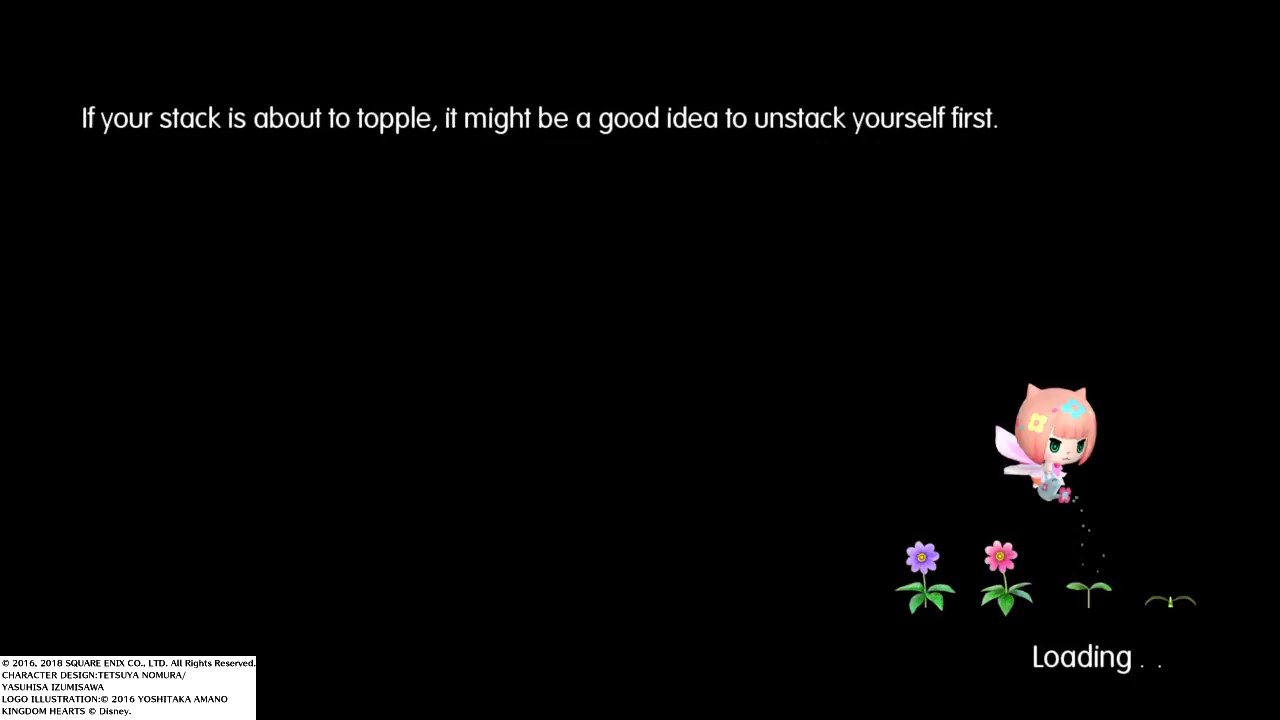 If your stack is about to topple, it might be a good idea to unstack yourself first.
Loading . .
© 2016, 2018 SQUARE ENIX CO., LTD. All Rights Reserved.
CHARACTER DESIGN:TETSUYA NOMURA/
YASUHISA IZUMISAWA
LOGO ILLUSTRATION:© 2016 YOSHITAKA AMANO
KINGDOM HEARTS © Disney.